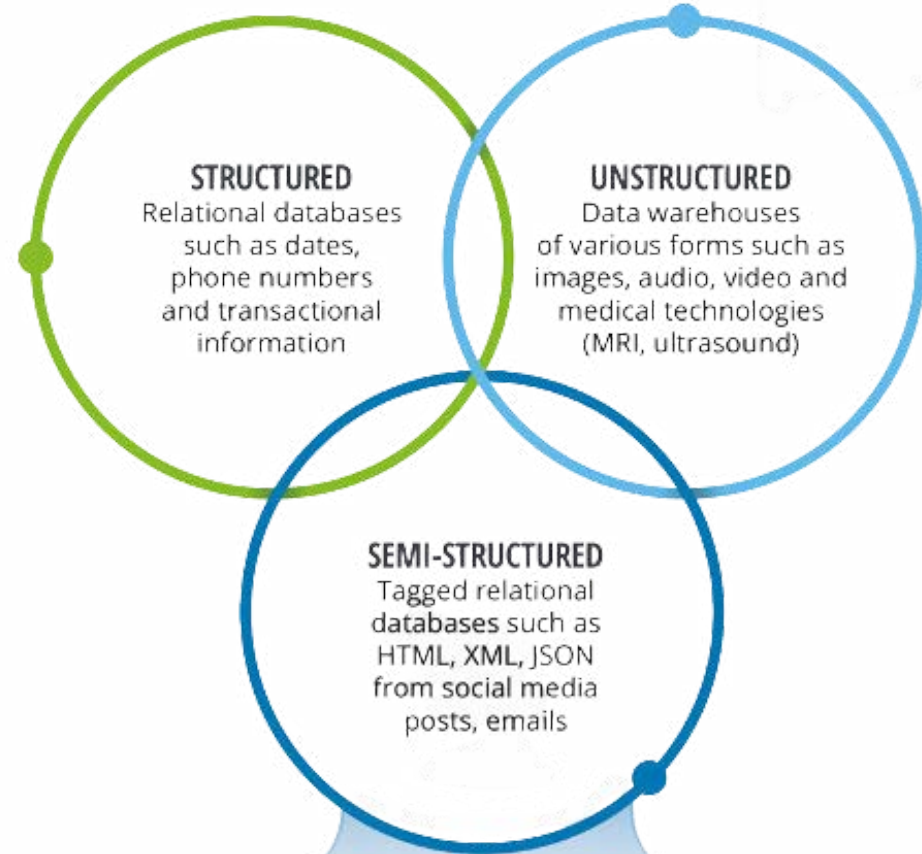 STRUCTURED
Relational databases
such as dates,
phone numbers
and transactional
information
UNSTRUCTURED
Data warehouses
of various forms such as
images, audio, video and
medical technologies
(MRI, ultrasound)
SEMI-STRUCTURED
Tagged relational
databases such as
HTML, XML, JSON
from social media
posts, emails